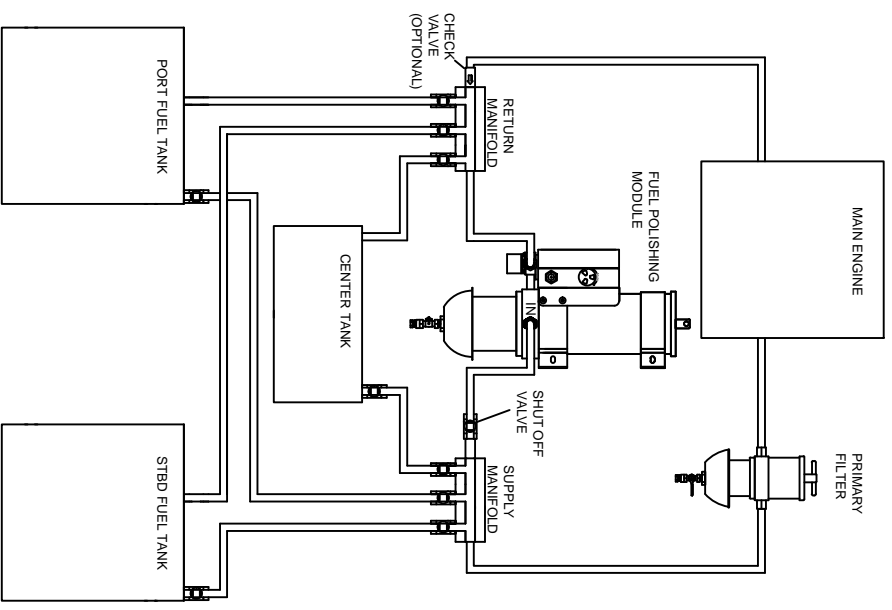 MAIN ENGINE
PRIMARY
FILTER
FUEL POLISHING
MODULE
IN
SHUT OFF
VALVE
CHECK
VALVE
(OPTIONAL)
RETURN
MANIFOLD
SUPPLY
MANIFOLD
CENTER TANK
PORT FUEL TANK
STBD FUEL TANK